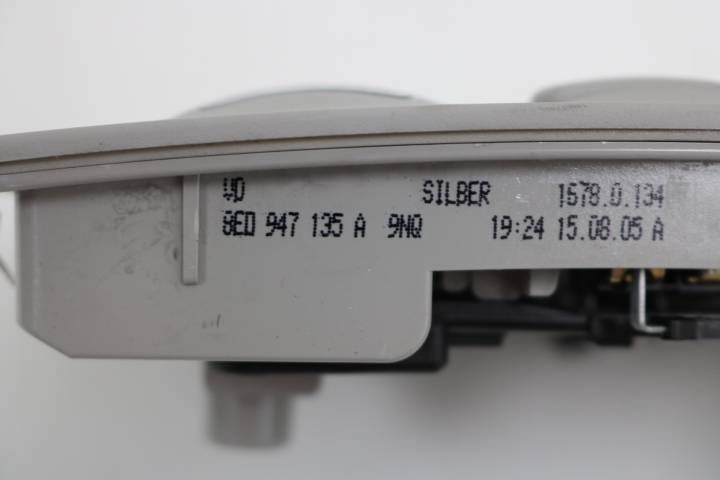 VD SILBER 1678.0.134
8E0 947 135 A 9NQ 19:24 15.08.05 A